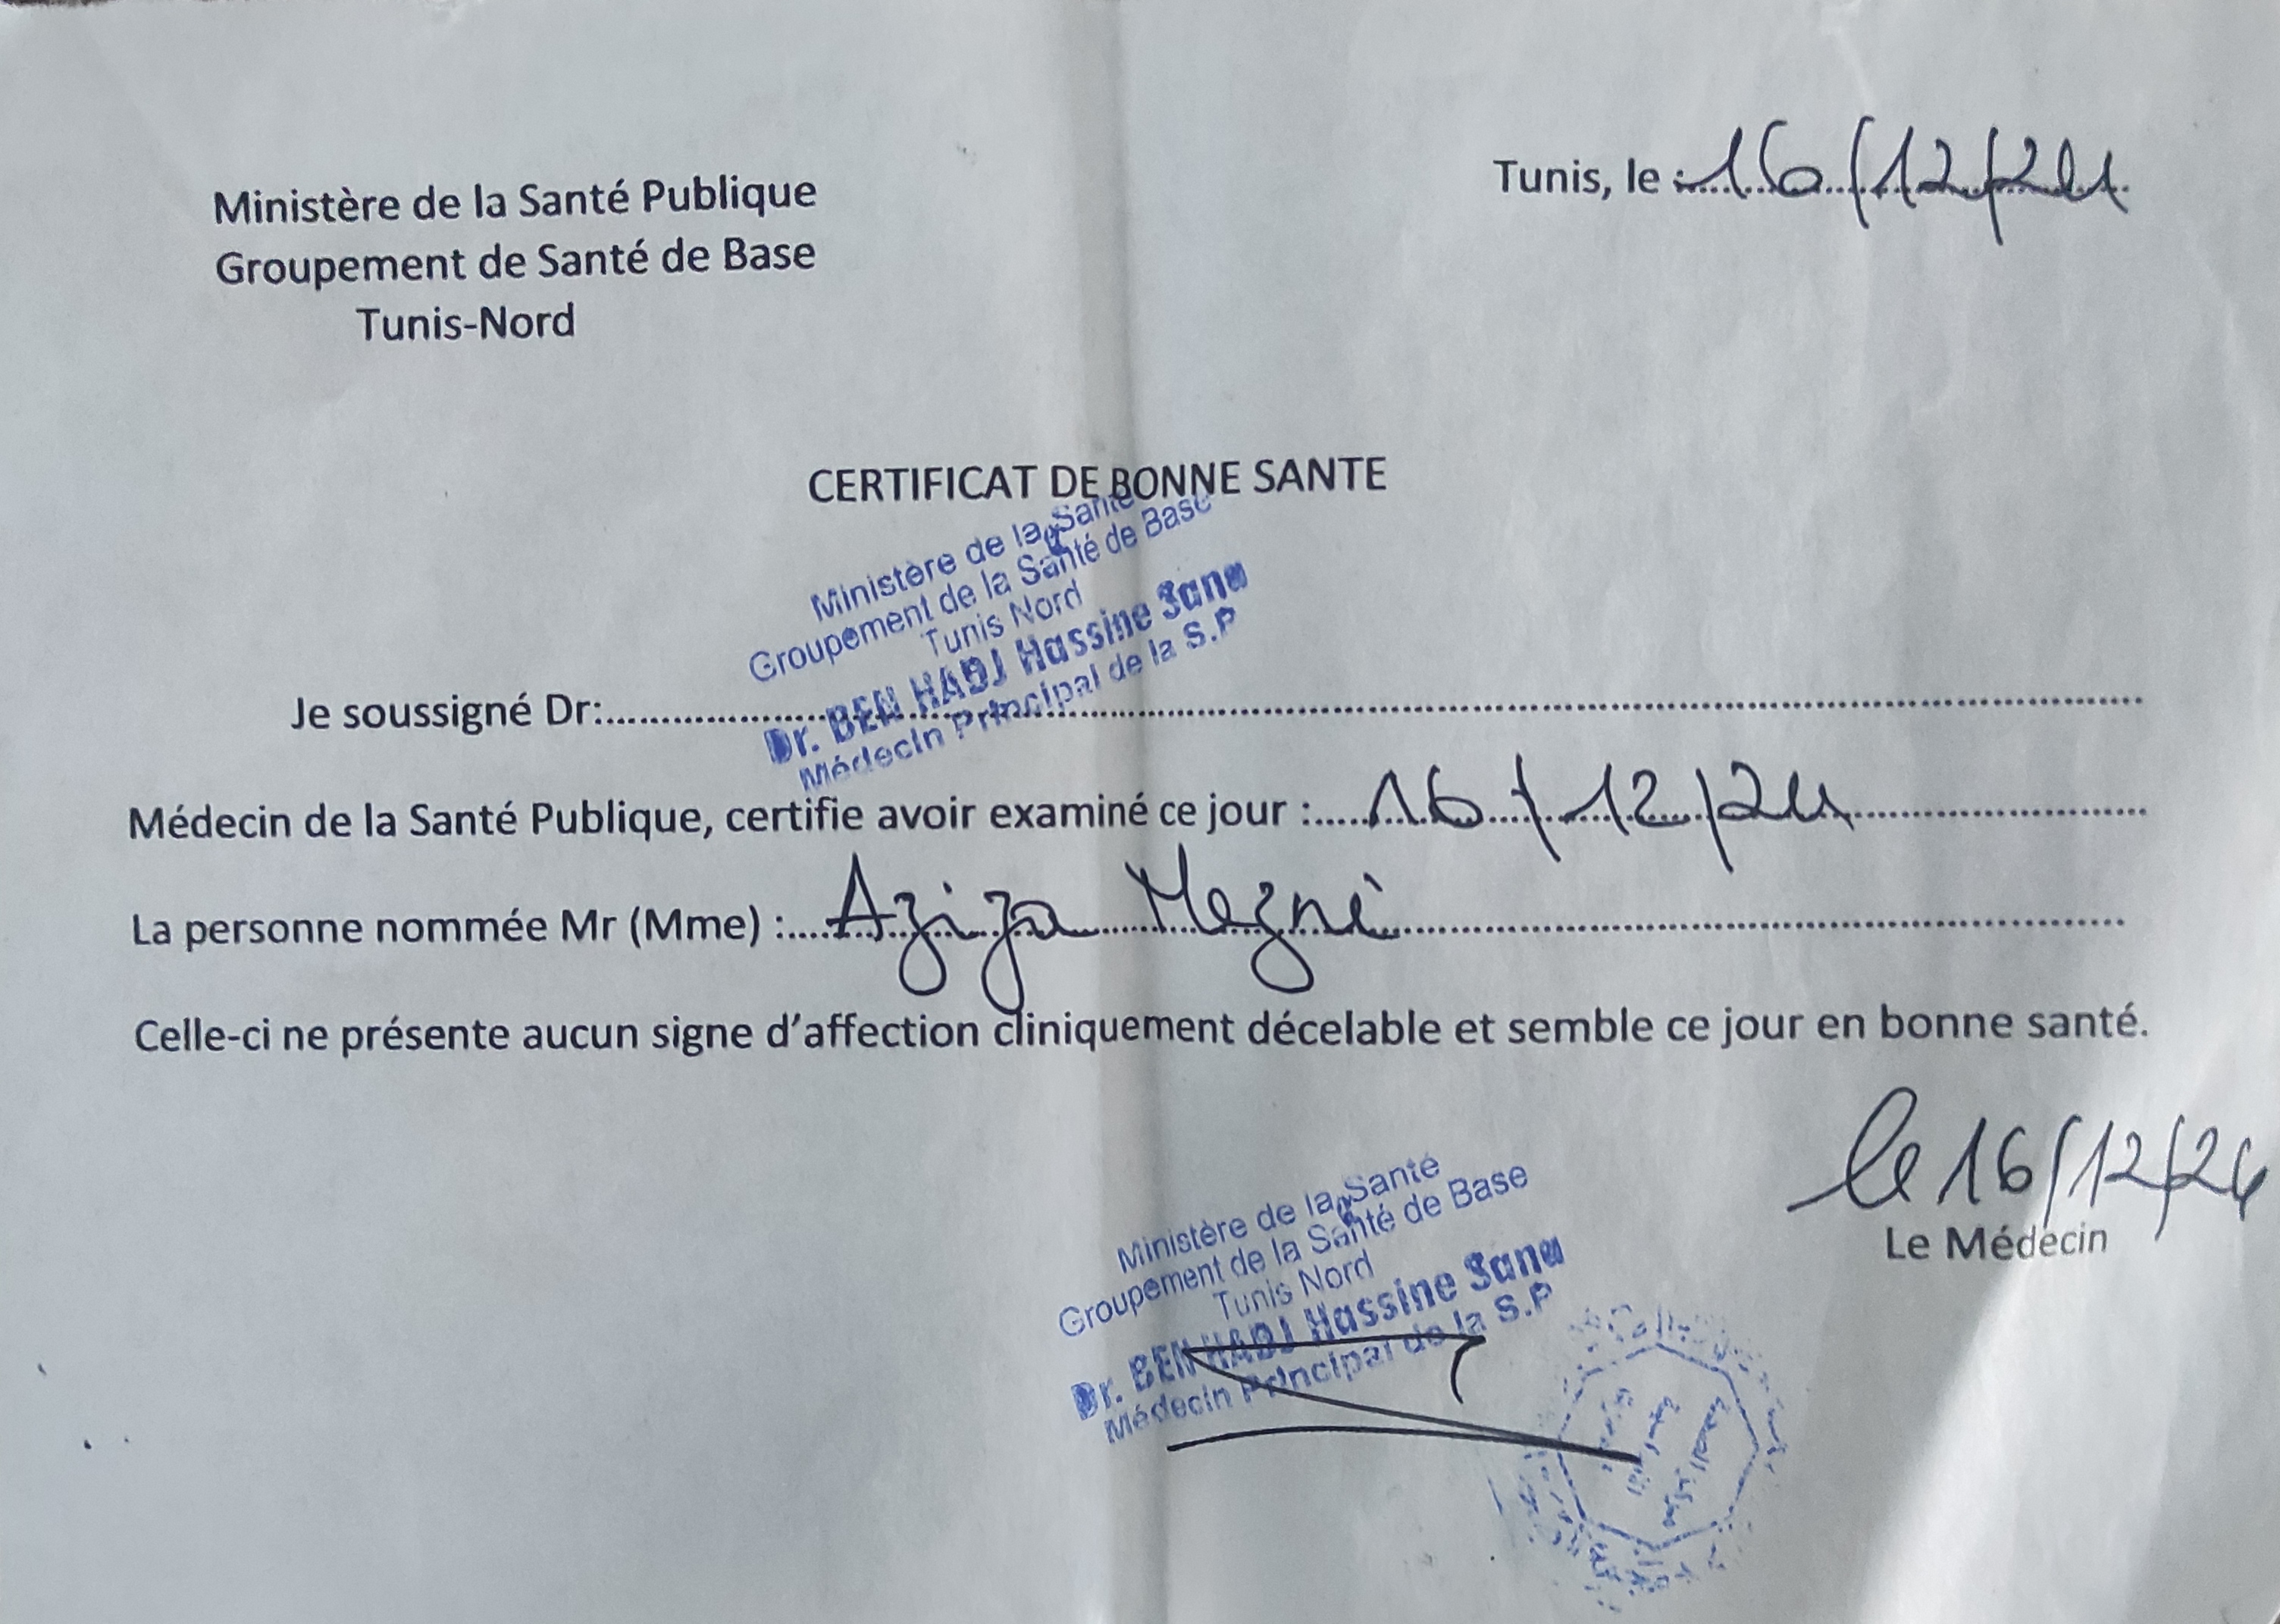 Ministère de la Santé Publique
Groupement de Santé de Base
Tunis-Nord
Tunis, le : 16/12/24
CERTIFICAT DE BONNE SANTE
Ministère de la Santé
Groupement de la Santé de Base
Tunis Nord
Dr. BEN HADJ Hassine Sana
Médecin Principal de la S.P
Je soussigné Dr:
Médecin de la Santé Publique, certifie avoir examiné ce jour : 16/12/24
La personne nommée Mr (Mme) : Aziza Mezni
Celle-ci ne présente aucun signe d'affection cliniquement décelable et semble ce jour en bonne santé.
le 16/12/24
Le Médecin
Ministère de la Santé
Groupement de la Santé de Base
Tunis Nord
Dr. BEN HADJ Hassine Sana
Médecin Principal de la S.P